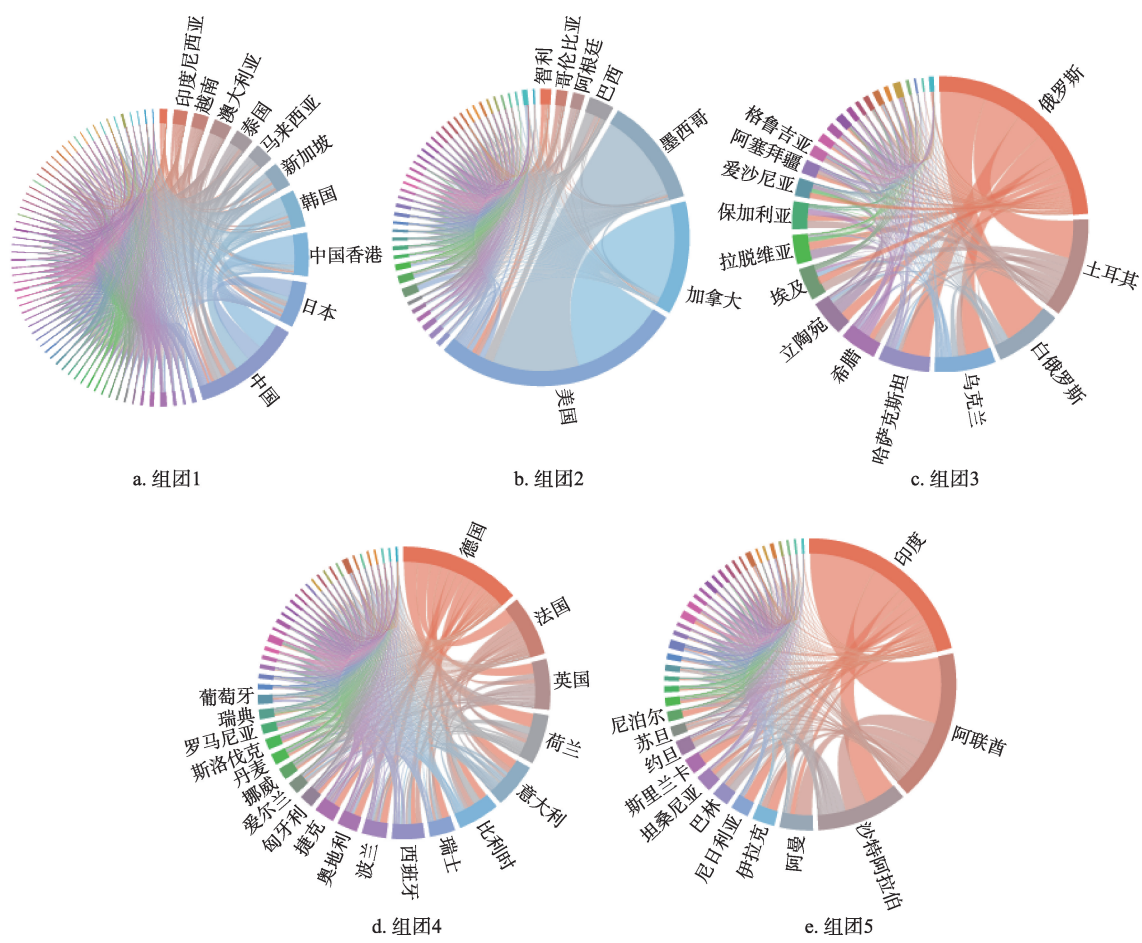 印度尼西亚
越南
澳大利亚
泰国
马来西亚
新加坡
韩国
中国香港
日本
中国
a. 组团1
智利
哥伦比亚
阿根廷
巴西
墨西哥
加拿大
美国
b. 组团2
俄罗斯
土耳其
白俄罗斯
乌克兰
哈萨克斯坦
希腊
立陶宛
埃及
拉脱维亚
保加利亚
爱沙尼亚
阿塞拜疆
格鲁吉亚
c. 组团3
德国
法国
英国
荷兰
意大利
比利时
瑞士
西班牙
波兰
奥地利
捷克
匈牙利
爱尔兰
挪威
丹麦
斯洛伐克
罗马尼亚
瑞典
葡萄牙
d. 组团4
印度
阿联酋
沙特阿拉伯
阿曼
伊拉克
尼日利亚
巴林
坦桑尼亚
斯里兰卡
约旦
苏旦
尼泊尔
e. 组团5